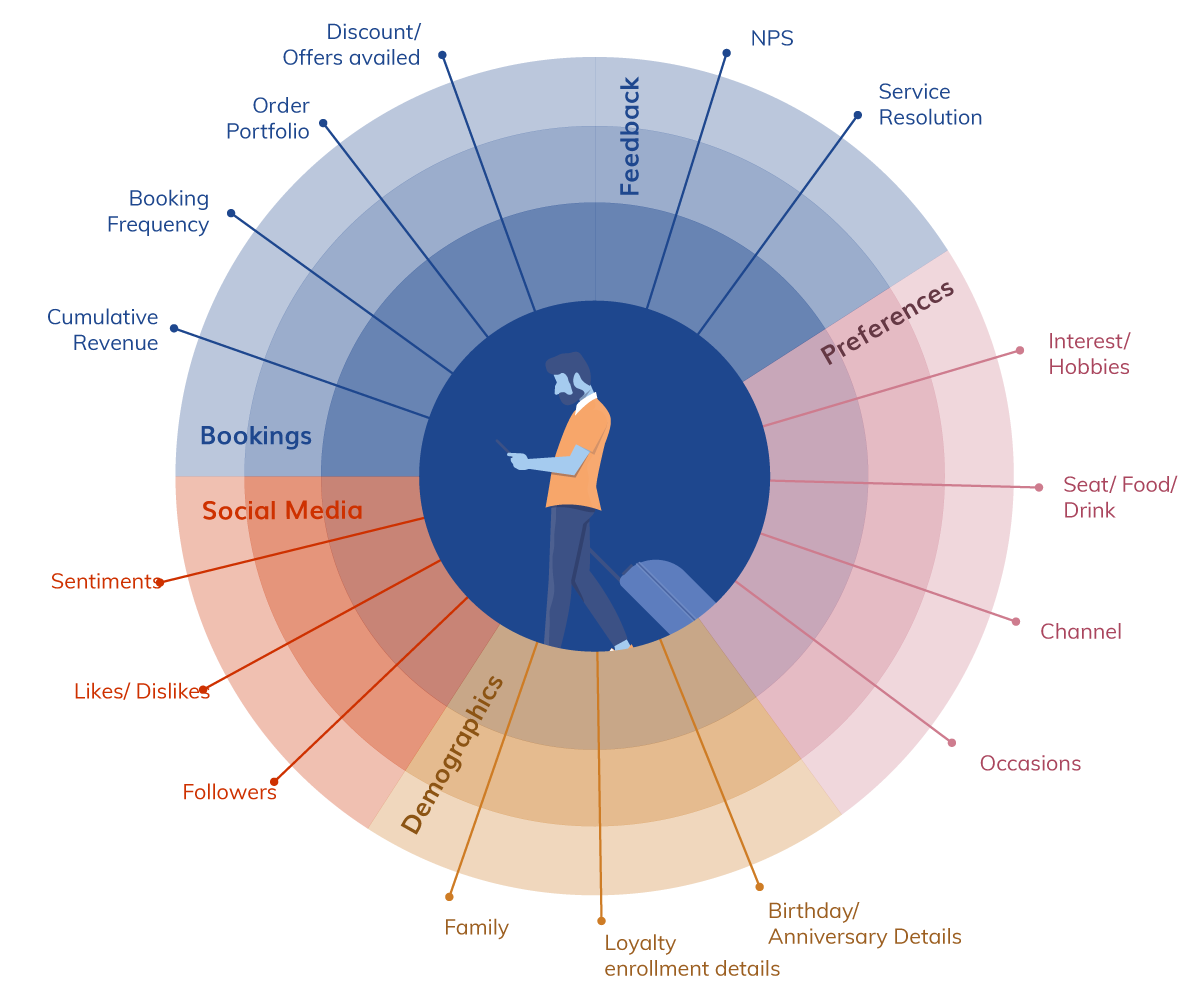 Discount/
Offers availed
NPS
Order
Portfolio
Service
Resolution
Feedback
Booking
Frequency
Cumulative
Revenue
Bookings
Preferences
Interest/
Hobbies
Seat/ Food/
Drink
Channel
Occasions
Social Media
Sentiments
Likes/ Dislikes
Followers
Demographics
Family
Loyalty
enrollment details
Birthday/
Anniversary Details